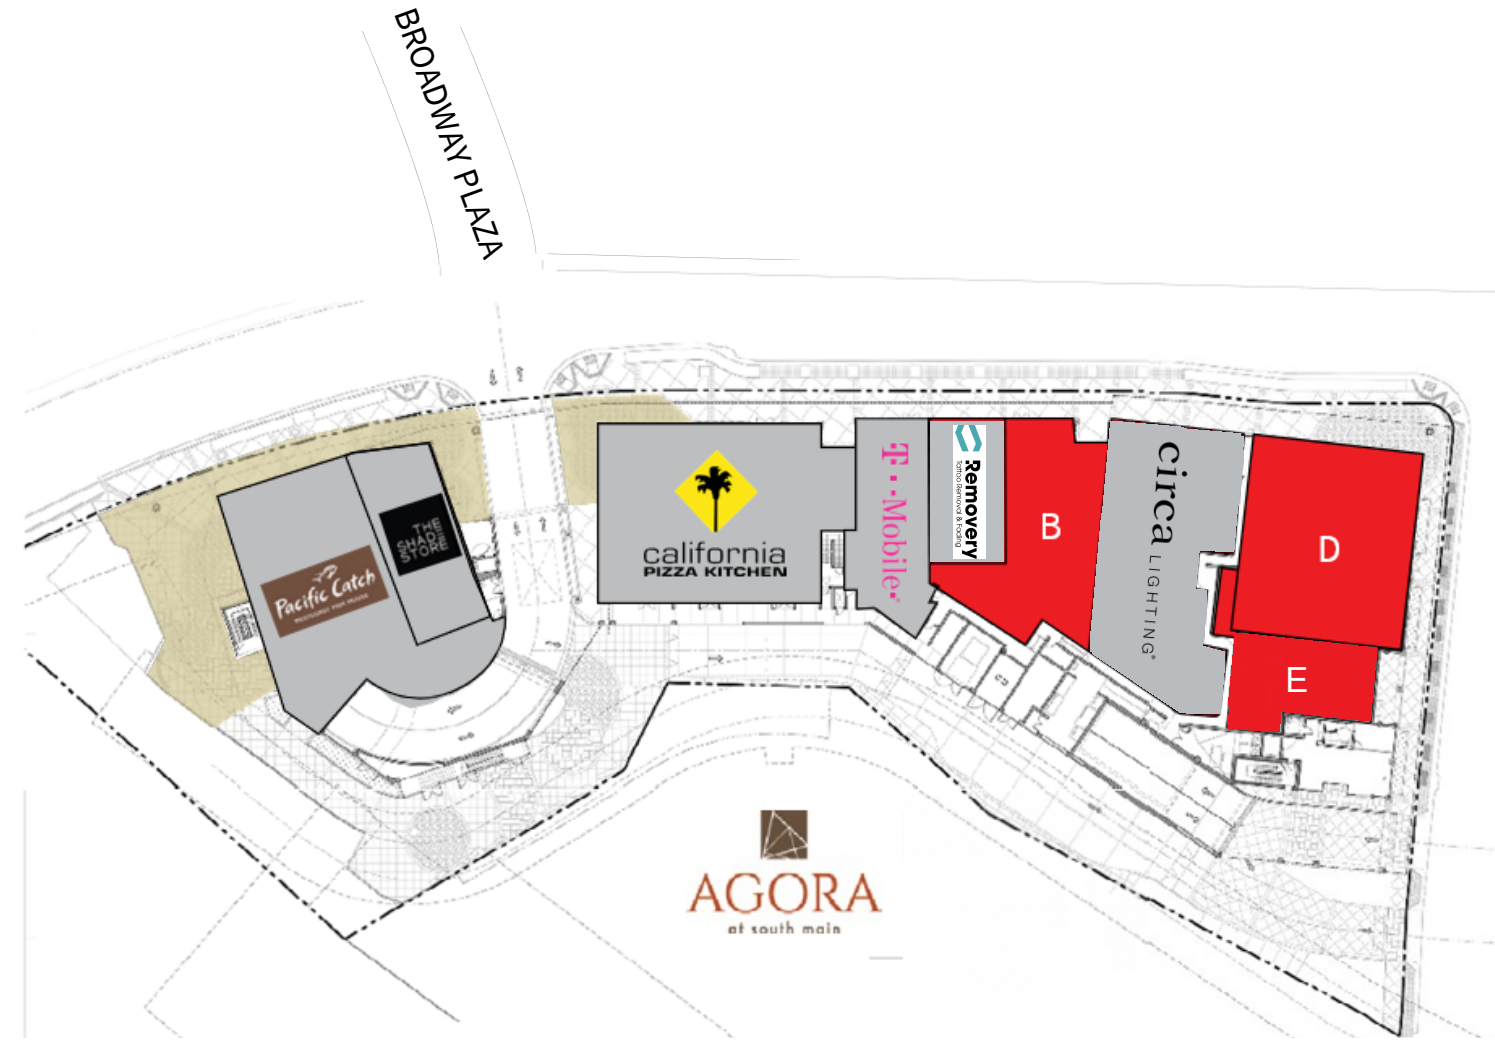 BROADWAY PLAZA
THE
SHADE
STORE
Pacific Catch
california
PIZZA KITCHEN
T··Mobile®
Removery
Tattoo Removal & Fading
B
circa
LIGHTING®
D
E
AGORA
at south main